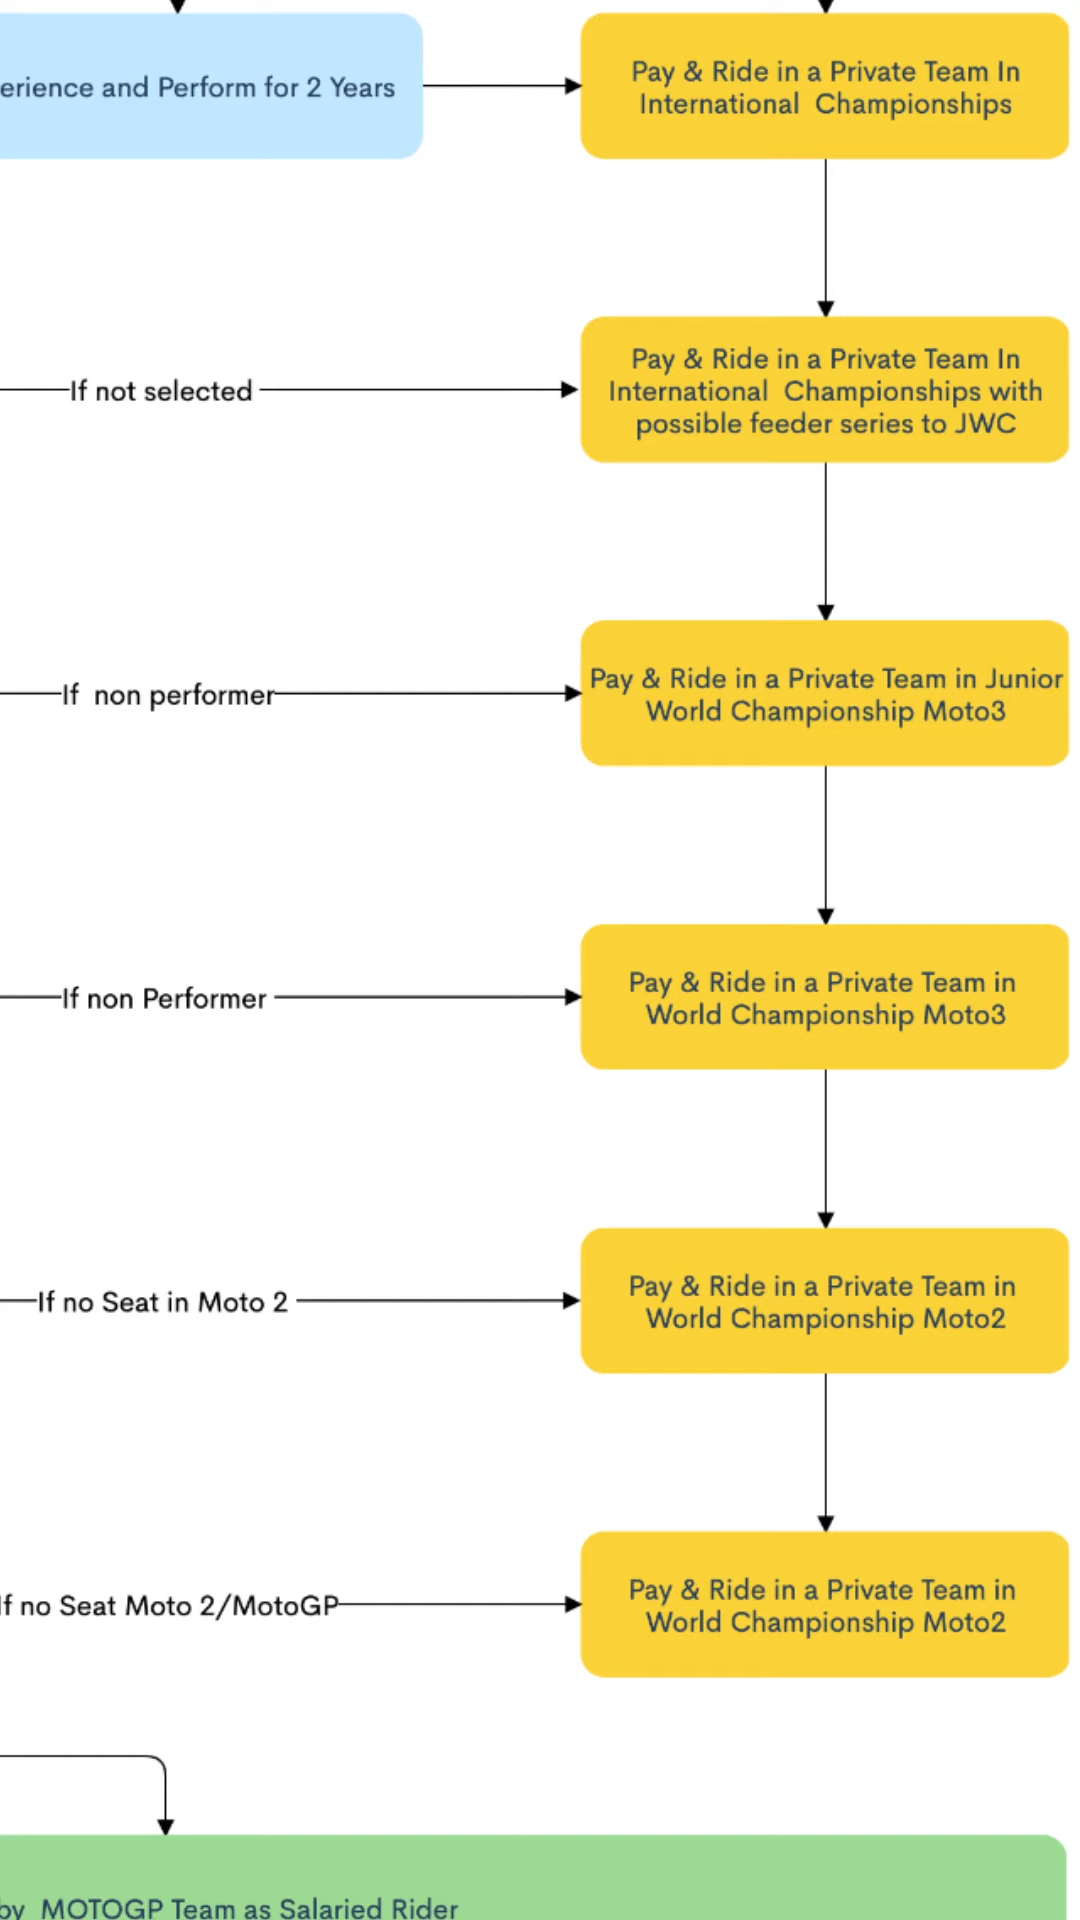 erience and Perform for 2 Years
Pay & Ride in a Private Team In
International  Championships
If not selected
Pay & Ride in a Private Team In
International  Championships with
possible feeder series to JWC
If  non performer
Pay & Ride in a Private Team in Junior
World Championship Moto3
If non Performer
Pay & Ride in a Private Team in
World Championship Moto3
If no Seat in Moto 2
Pay & Ride in a Private Team in
World Championship Moto2
If no Seat Moto 2/MotoGP
Pay & Ride in a Private Team in
World Championship Moto2
by  MOTOGP Team as Salaried Rider